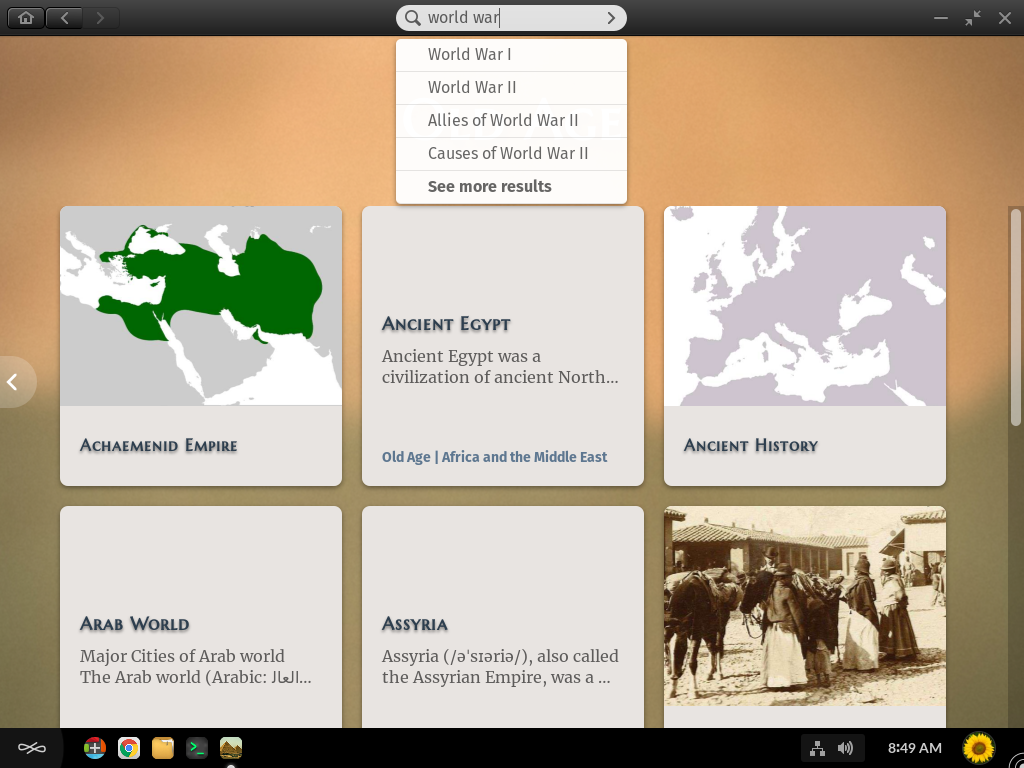 world war
World War I
World War II
Allies of World War II
Causes of World War II
See more results
Achaemenid Empire
Ancient Egypt
Ancient Egypt was a
civilization of ancient North...
Old Age | Africa and the Middle East
Ancient History
Arab World
Major Cities of Arab world
The Arab world (Arabic: العال...
Assyria
Assyria (/əˈsɪəriə/), also called
the Assyrian Empire, was a ...
8:49 AM